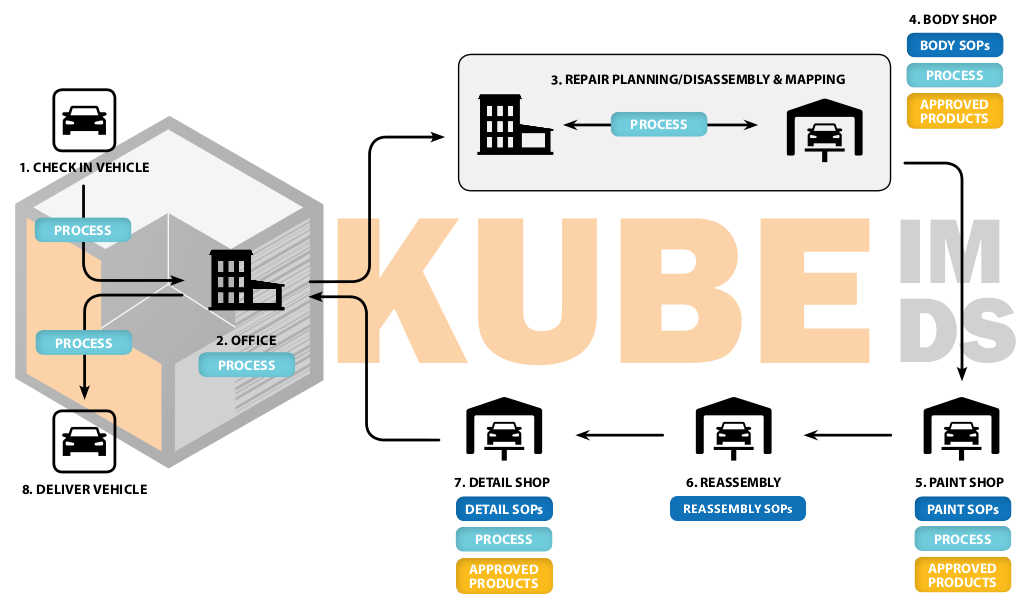 4. BODY SHOP
BODY SOPs
PROCESS
APPROVED
PRODUCTS
3. REPAIR PLANNING/DISASSEMBLY & MAPPING
PROCESS
1. CHECK IN VEHICLE
PROCESS
KUBE
IM
DS
PROCESS
2. OFFICE
PROCESS
8. DELIVER VEHICLE
7. DETAIL SHOP
DETAIL SOPs
PROCESS
APPROVED
PRODUCTS
6. REASSEMBLY
REASSEMBLY SOPs
5. PAINT SHOP
PAINT SOPs
PROCESS
APPROVED
PRODUCTS